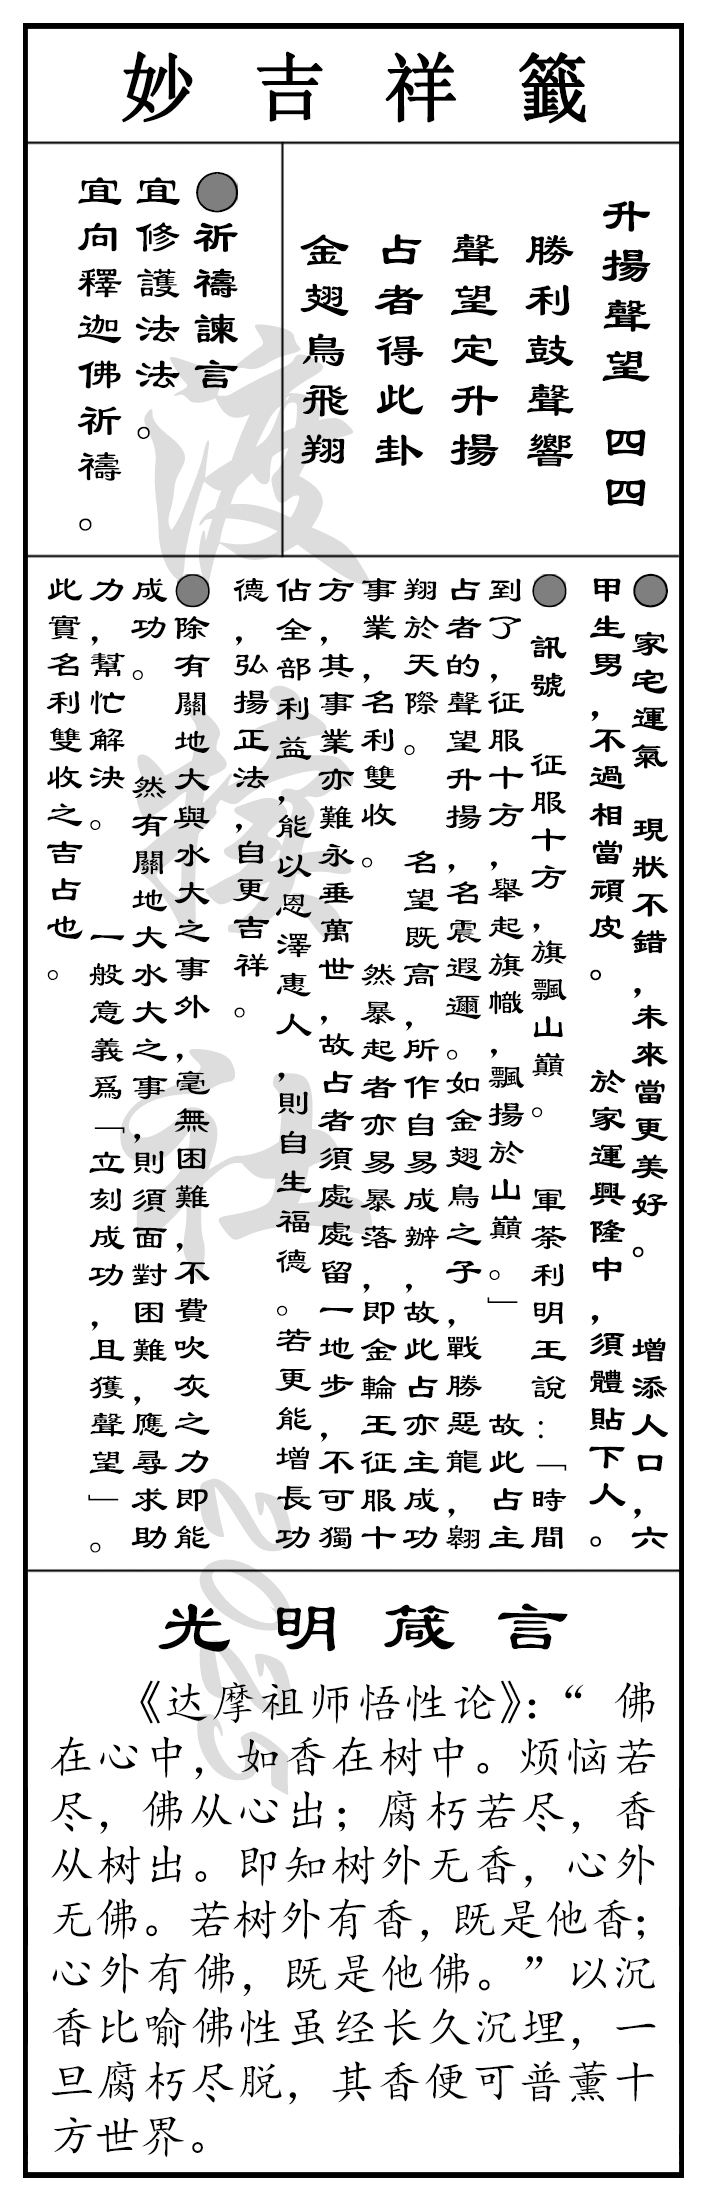 妙吉祥籤
升揚聲望 四四
勝利鼓聲響
聲望定升揚
占者得此卦
金翅鳥飛翔
●祈禱諫言
宜修護法法。
宜向釋迦佛祈禱。
●家宅運氣 現狀不錯,未來當更美好。 增添人口,六
甲生男,不過相當頑皮。 於家運興隆中,須體貼下人。
●訊號 征服十方,旗飄山巔。 軍荼利明王說:「時間
到了,征服十方,舉起旗幟,飄揚於山巔。」 故此占主
占者的聲望升揚,名震遐邇。如金翅鳥之子,戰勝惡龍,翱
翔於天際。 名望既高,所作自易成辦,故此占亦主成功
事業,名利雙收。 然暴起者亦易暴落,即金輪王征服十
方,其事業亦難永垂萬世,故占者須處處留一地步,不可獨
佔全部利益,能以恩澤惠人,則自生福德。若更能增長功
德,弘揚正法,自更吉祥。
●除有關地大與水大之事外,毫無困難,不費吹灰之力即能
成功。 然有關地大水大之事,則須面對困難,應尋求助
力,幫忙解決。 一般意義爲「立刻成功,且獲聲望」。
此實名利雙收之吉占也。
光明箴言
《达摩祖师悟性论》:“佛
在心中，如香在树中。烦恼若
尽，佛从心出；腐朽若尽，香
从树出。即知树外无香，心外
无佛。若树外有香，既是他香；
心外有佛，既是他佛。”以沉
香比喻佛性虽经长久沉埋，一
旦腐朽尽脱，其香便可普薰十
方世界。
渡
社
2025